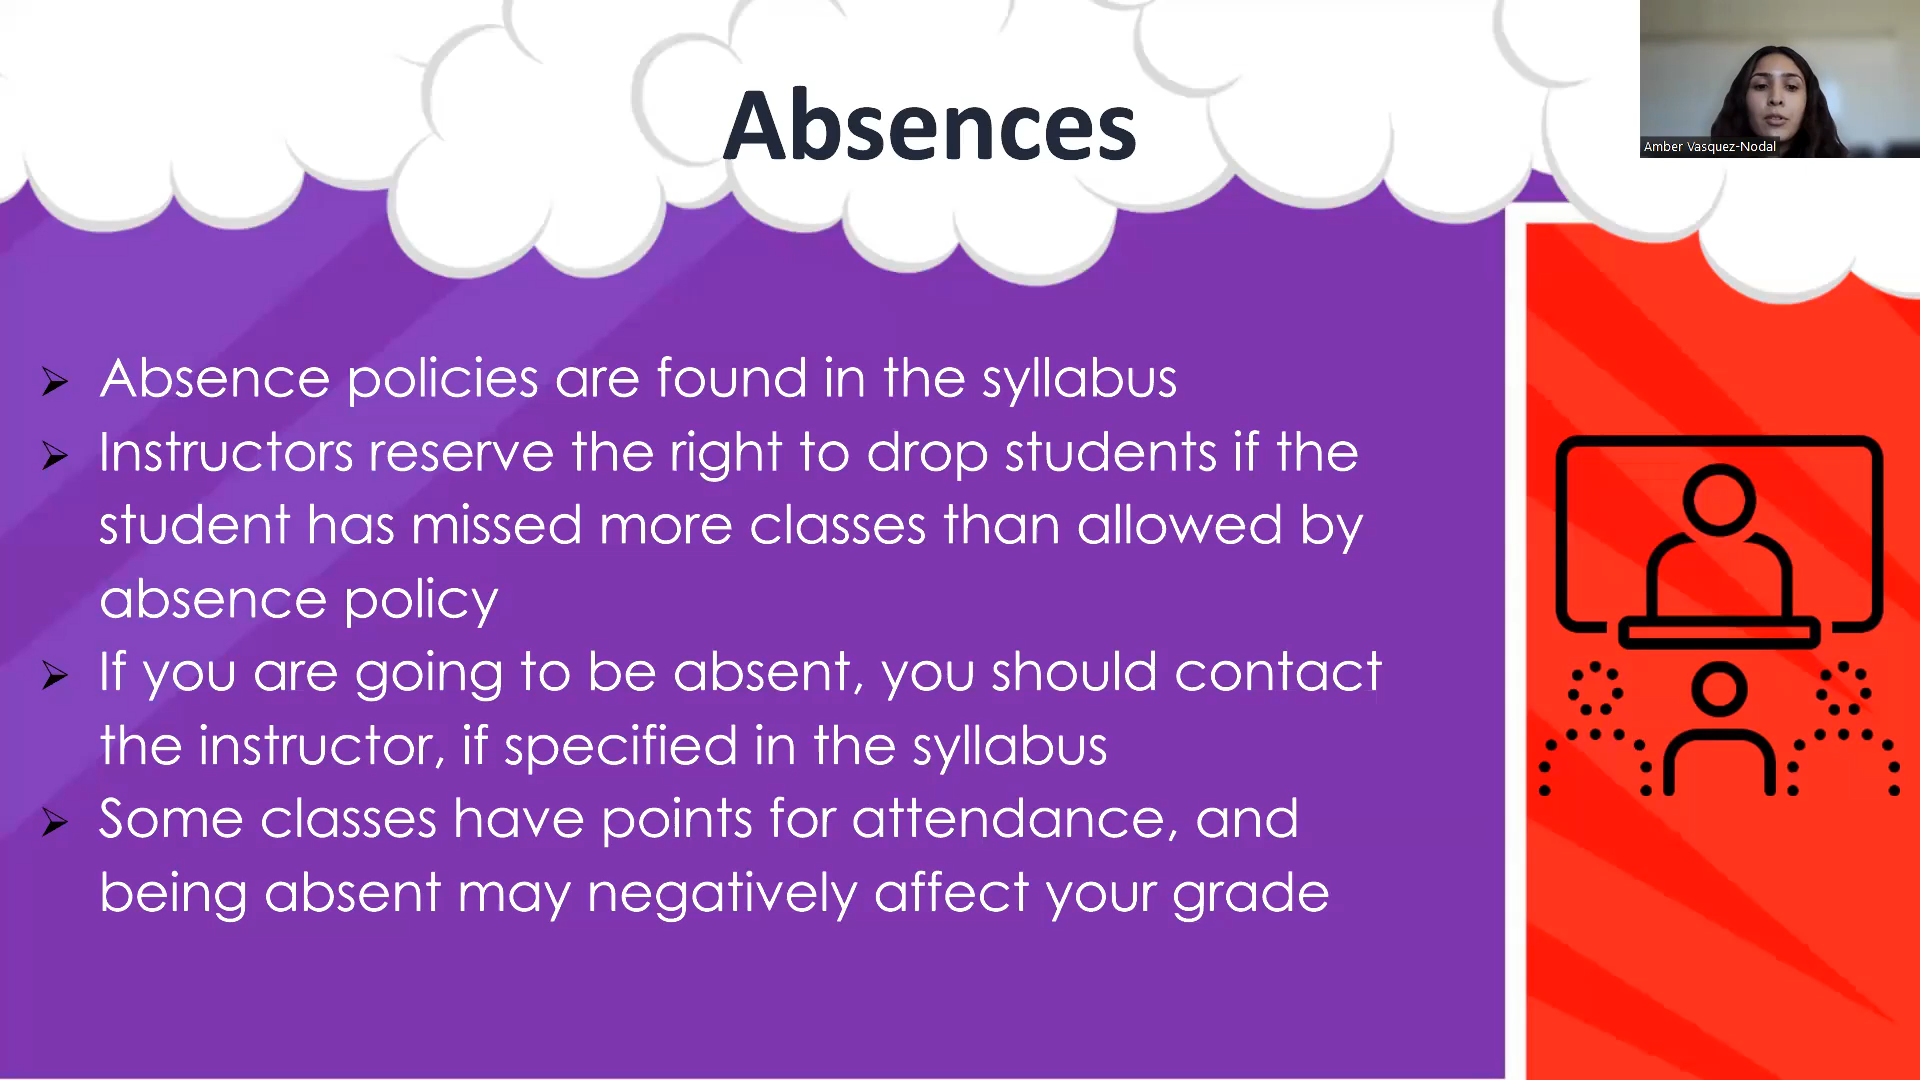 Absences
Amber Vasquez-Nodal
Absence policies are found in the syllabus
Instructors reserve the right to drop students if the
student has missed more classes than allowed by
absence policy
If you are going to be absent, you should contact
the instructor, if specified in the syllabus
Some classes have points for attendance, and
being absent may negatively affect your grade